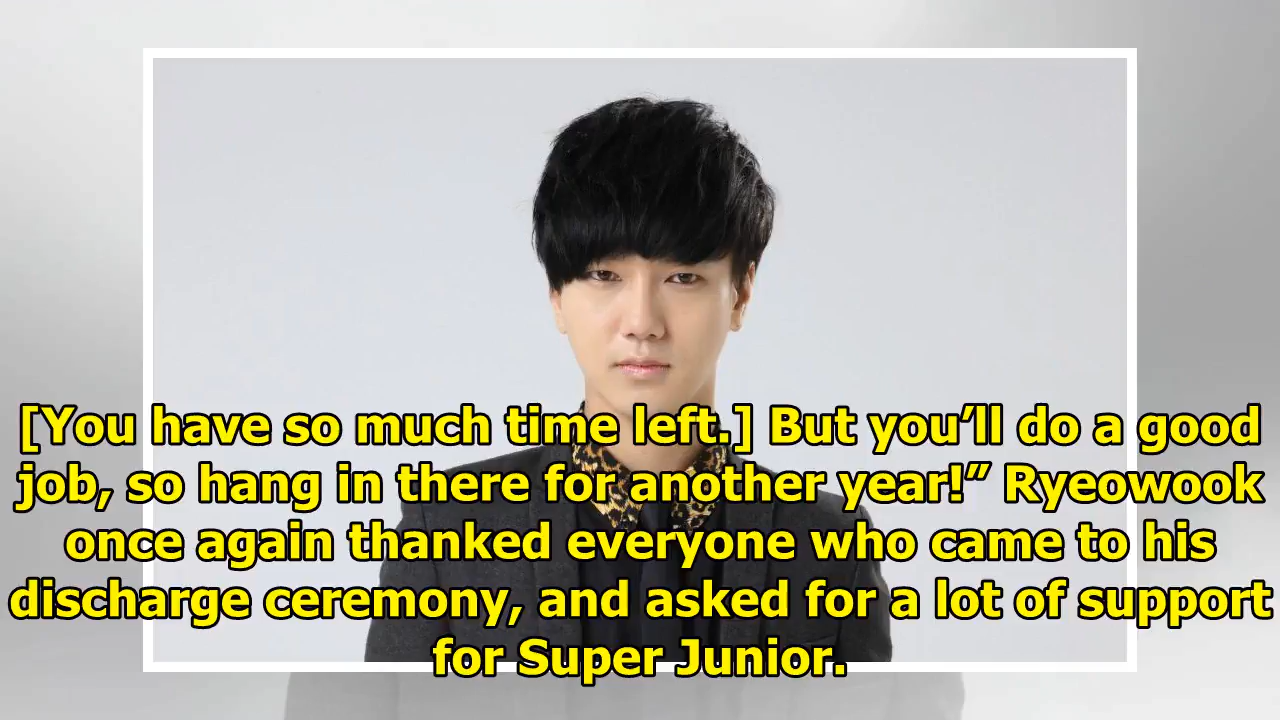 [You have so much time left.] But you’ll do a good
job, so hang in there for another year!” Ryeowook
once again thanked everyone who came to his
discharge ceremony, and asked for a lot of support
for Super Junior.